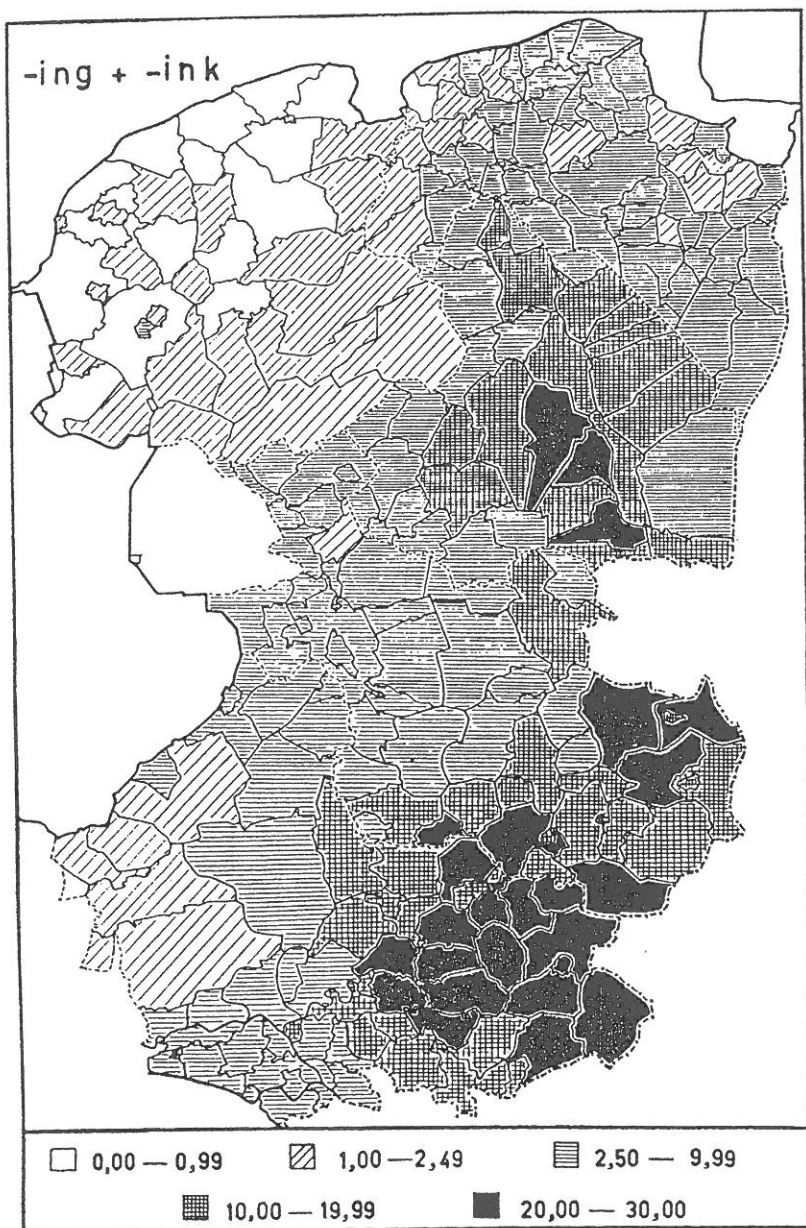 -ing + -ink
0,00 — 0,99 1,00 — 2,49 2,50 — 9,99
10,00 — 19,99 20,00 — 30,00